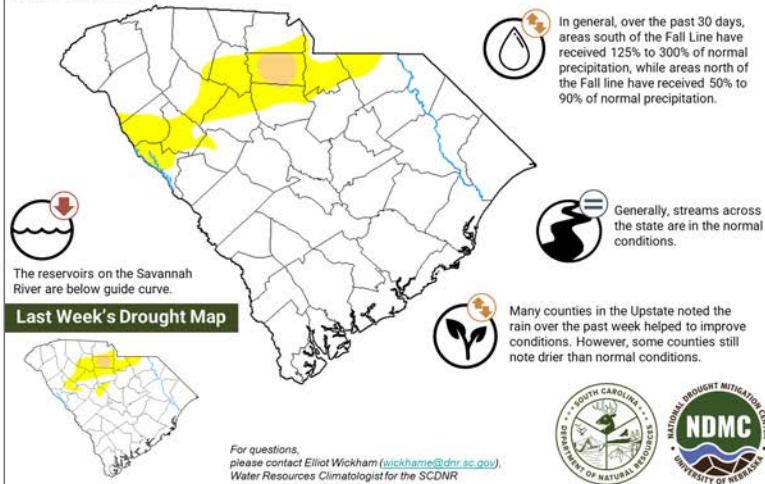 In general, over the past 30 days,
areas south of the Fall Line have
received 125% to 300% of normal
precipitation, while areas north of
the Fall line have received 50% to
90% of normal precipitation.
Generally, streams across
the state are in the normal
conditions.
The reservoirs on the Savannah
River are below guide curve.
Many counties in the Upstate noted the
rain over the past week helped to improve
conditions. However, some counties still
note drier than normal conditions.
Last Week's Drought Map
For questions,
please contact Elliot Wickham (wickhame@dnr.sc.gov),
Water Resources Climatologist for the SCDNR
SOUTH CAROLINA
DEPARTMENT OF NATURAL RESOURCES
NATIONAL DROUGHT MITIGATION
NDMC
UNIVERSITY OF NEBRASKA